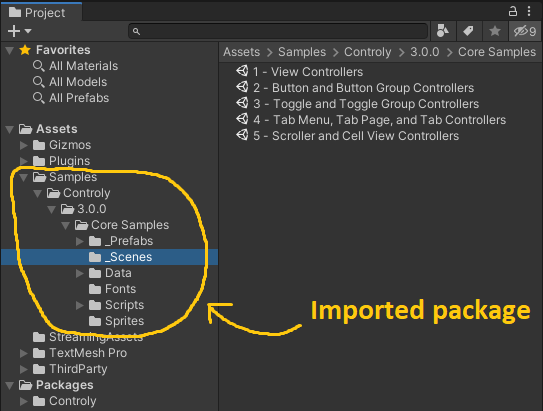 Project
9
Favorites
All Materials
All Models
All Prefabs
Assets
Gizmos
Plugins
Samples
Controly
3.0.0
Core Samples
_Prefabs
_Scenes
Data
Fonts
Scripts
Sprites
StreamingAssets
TextMesh Pro
ThirdParty
Packages
Controly
Assets > Samples > Controly > 3.0.0 > Core Samples
1 - View Controllers
2 - Button and Button Group Controllers
3 - Toggle and Toggle Group Controllers
4 - Tab Menu, Tab Page, and Tab Controllers
5 - Scroller and Cell View Controllers
Imported package